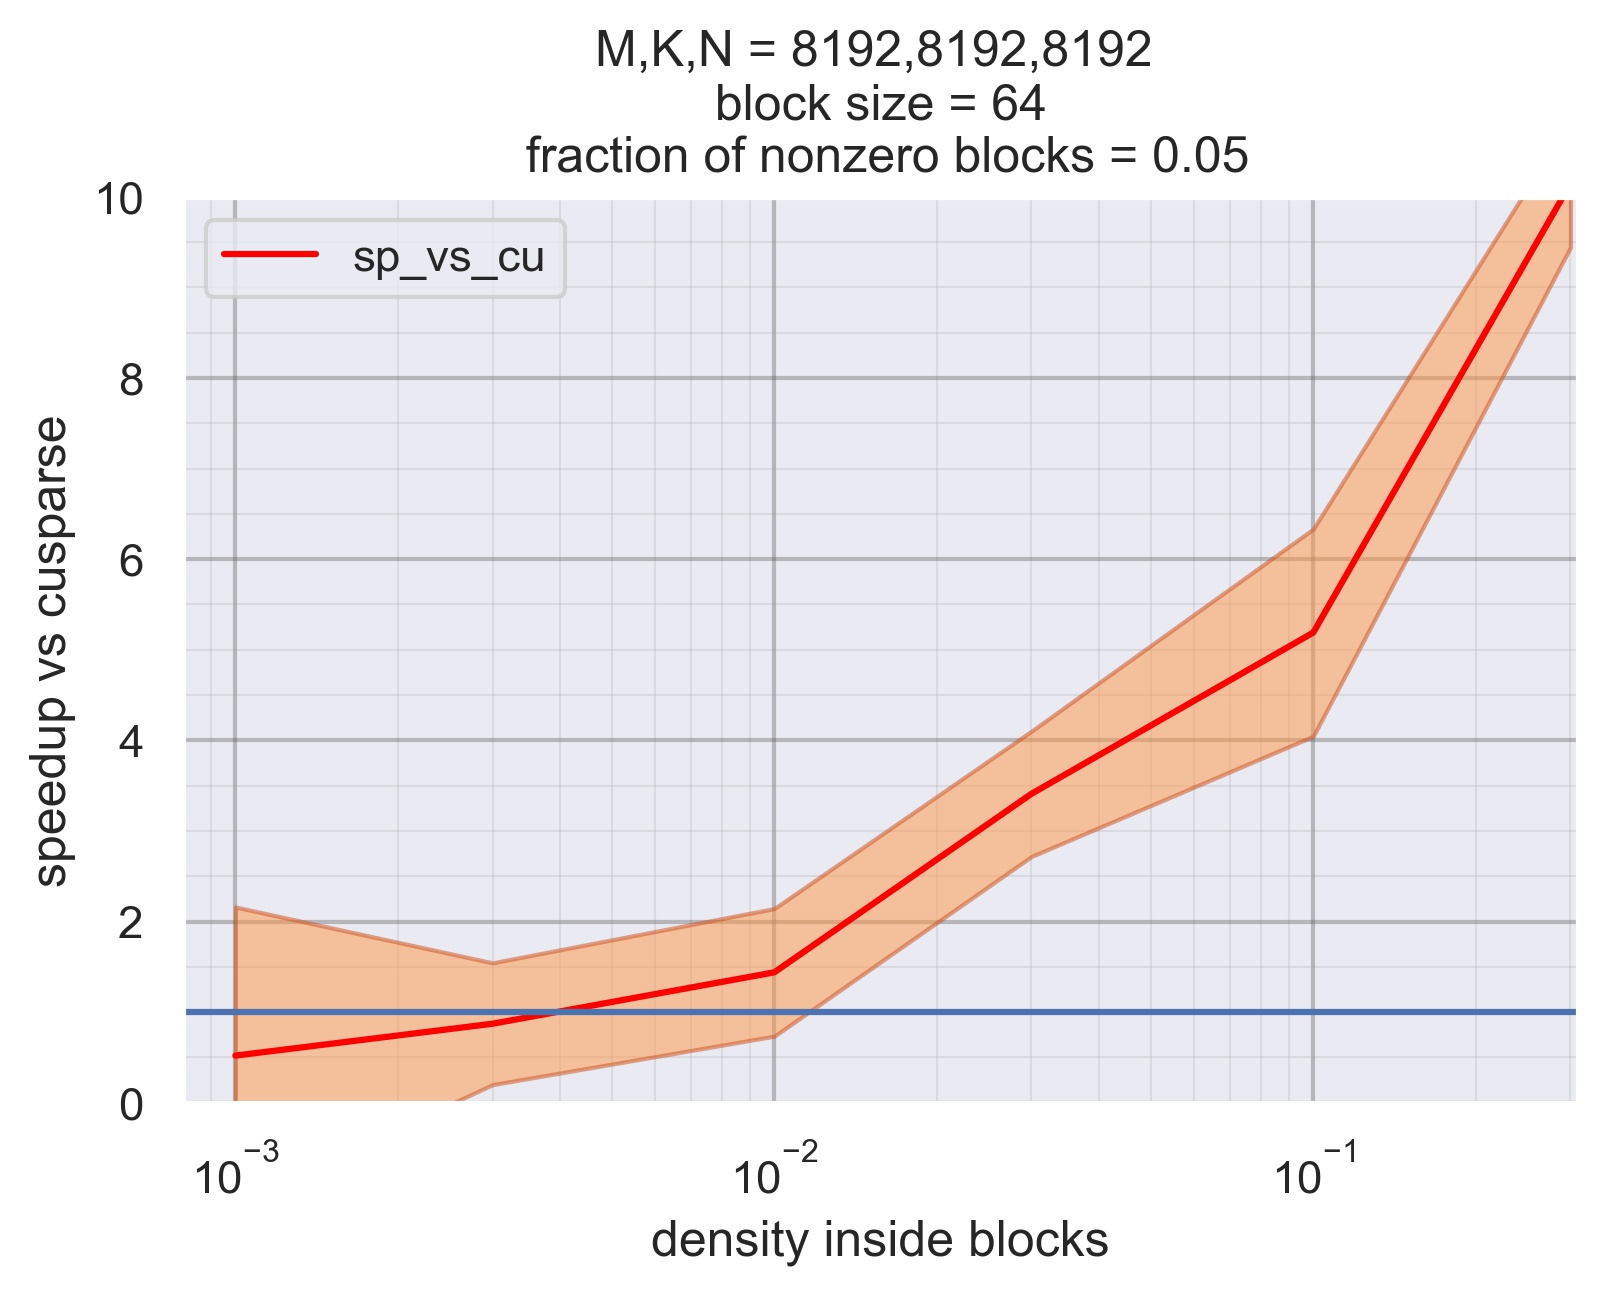 M,K,N = 8192,8192,8192
block size = 64
fraction of nonzero blocks = 0.05
sp_vs_cu
speedup vs cusparse
10
8
6
4
2
0
10⁻³ 10⁻² 10⁻¹
density inside blocks